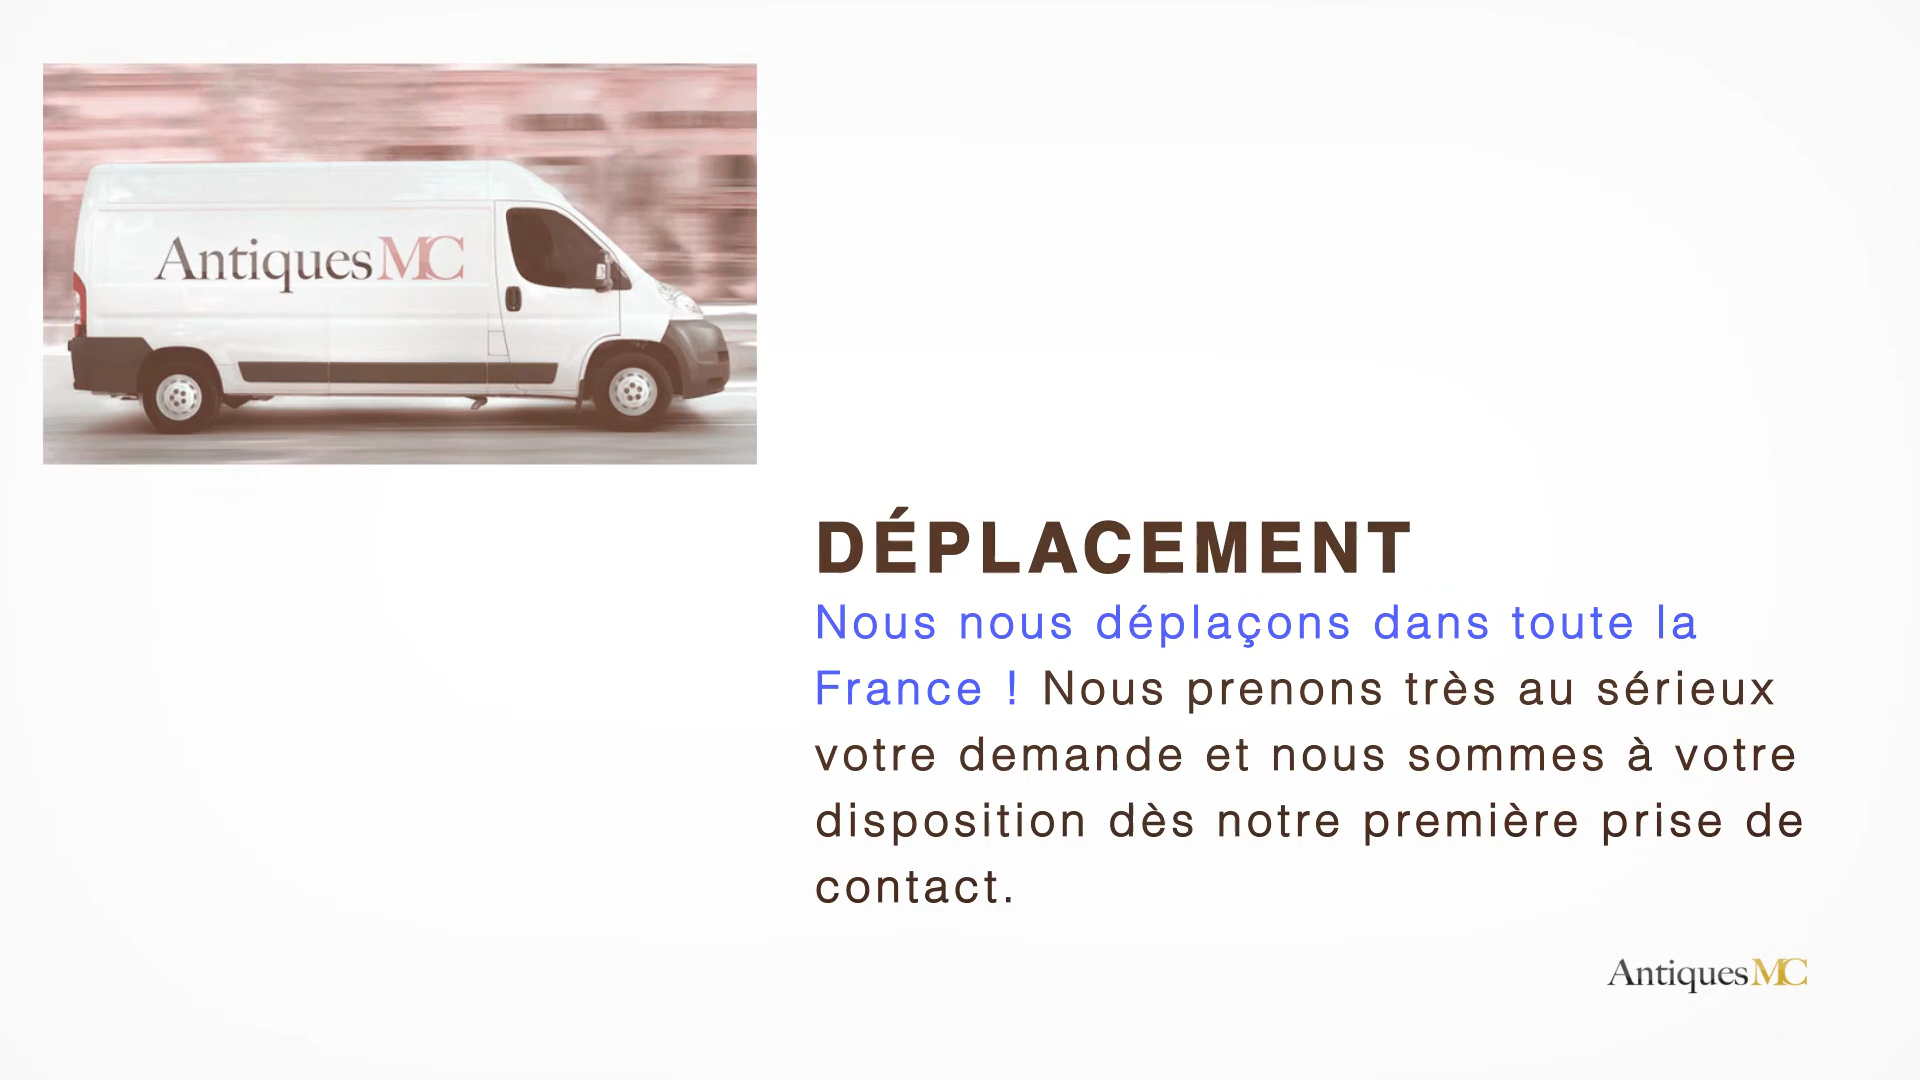 AntiquesMC
DÉPLACEMENT
Nous nous déplaçons dans toute la
France ! Nous prenons très au sérieux
votre demande et nous sommes à votre
disposition dès notre première prise de
contact.
AntiquesMC